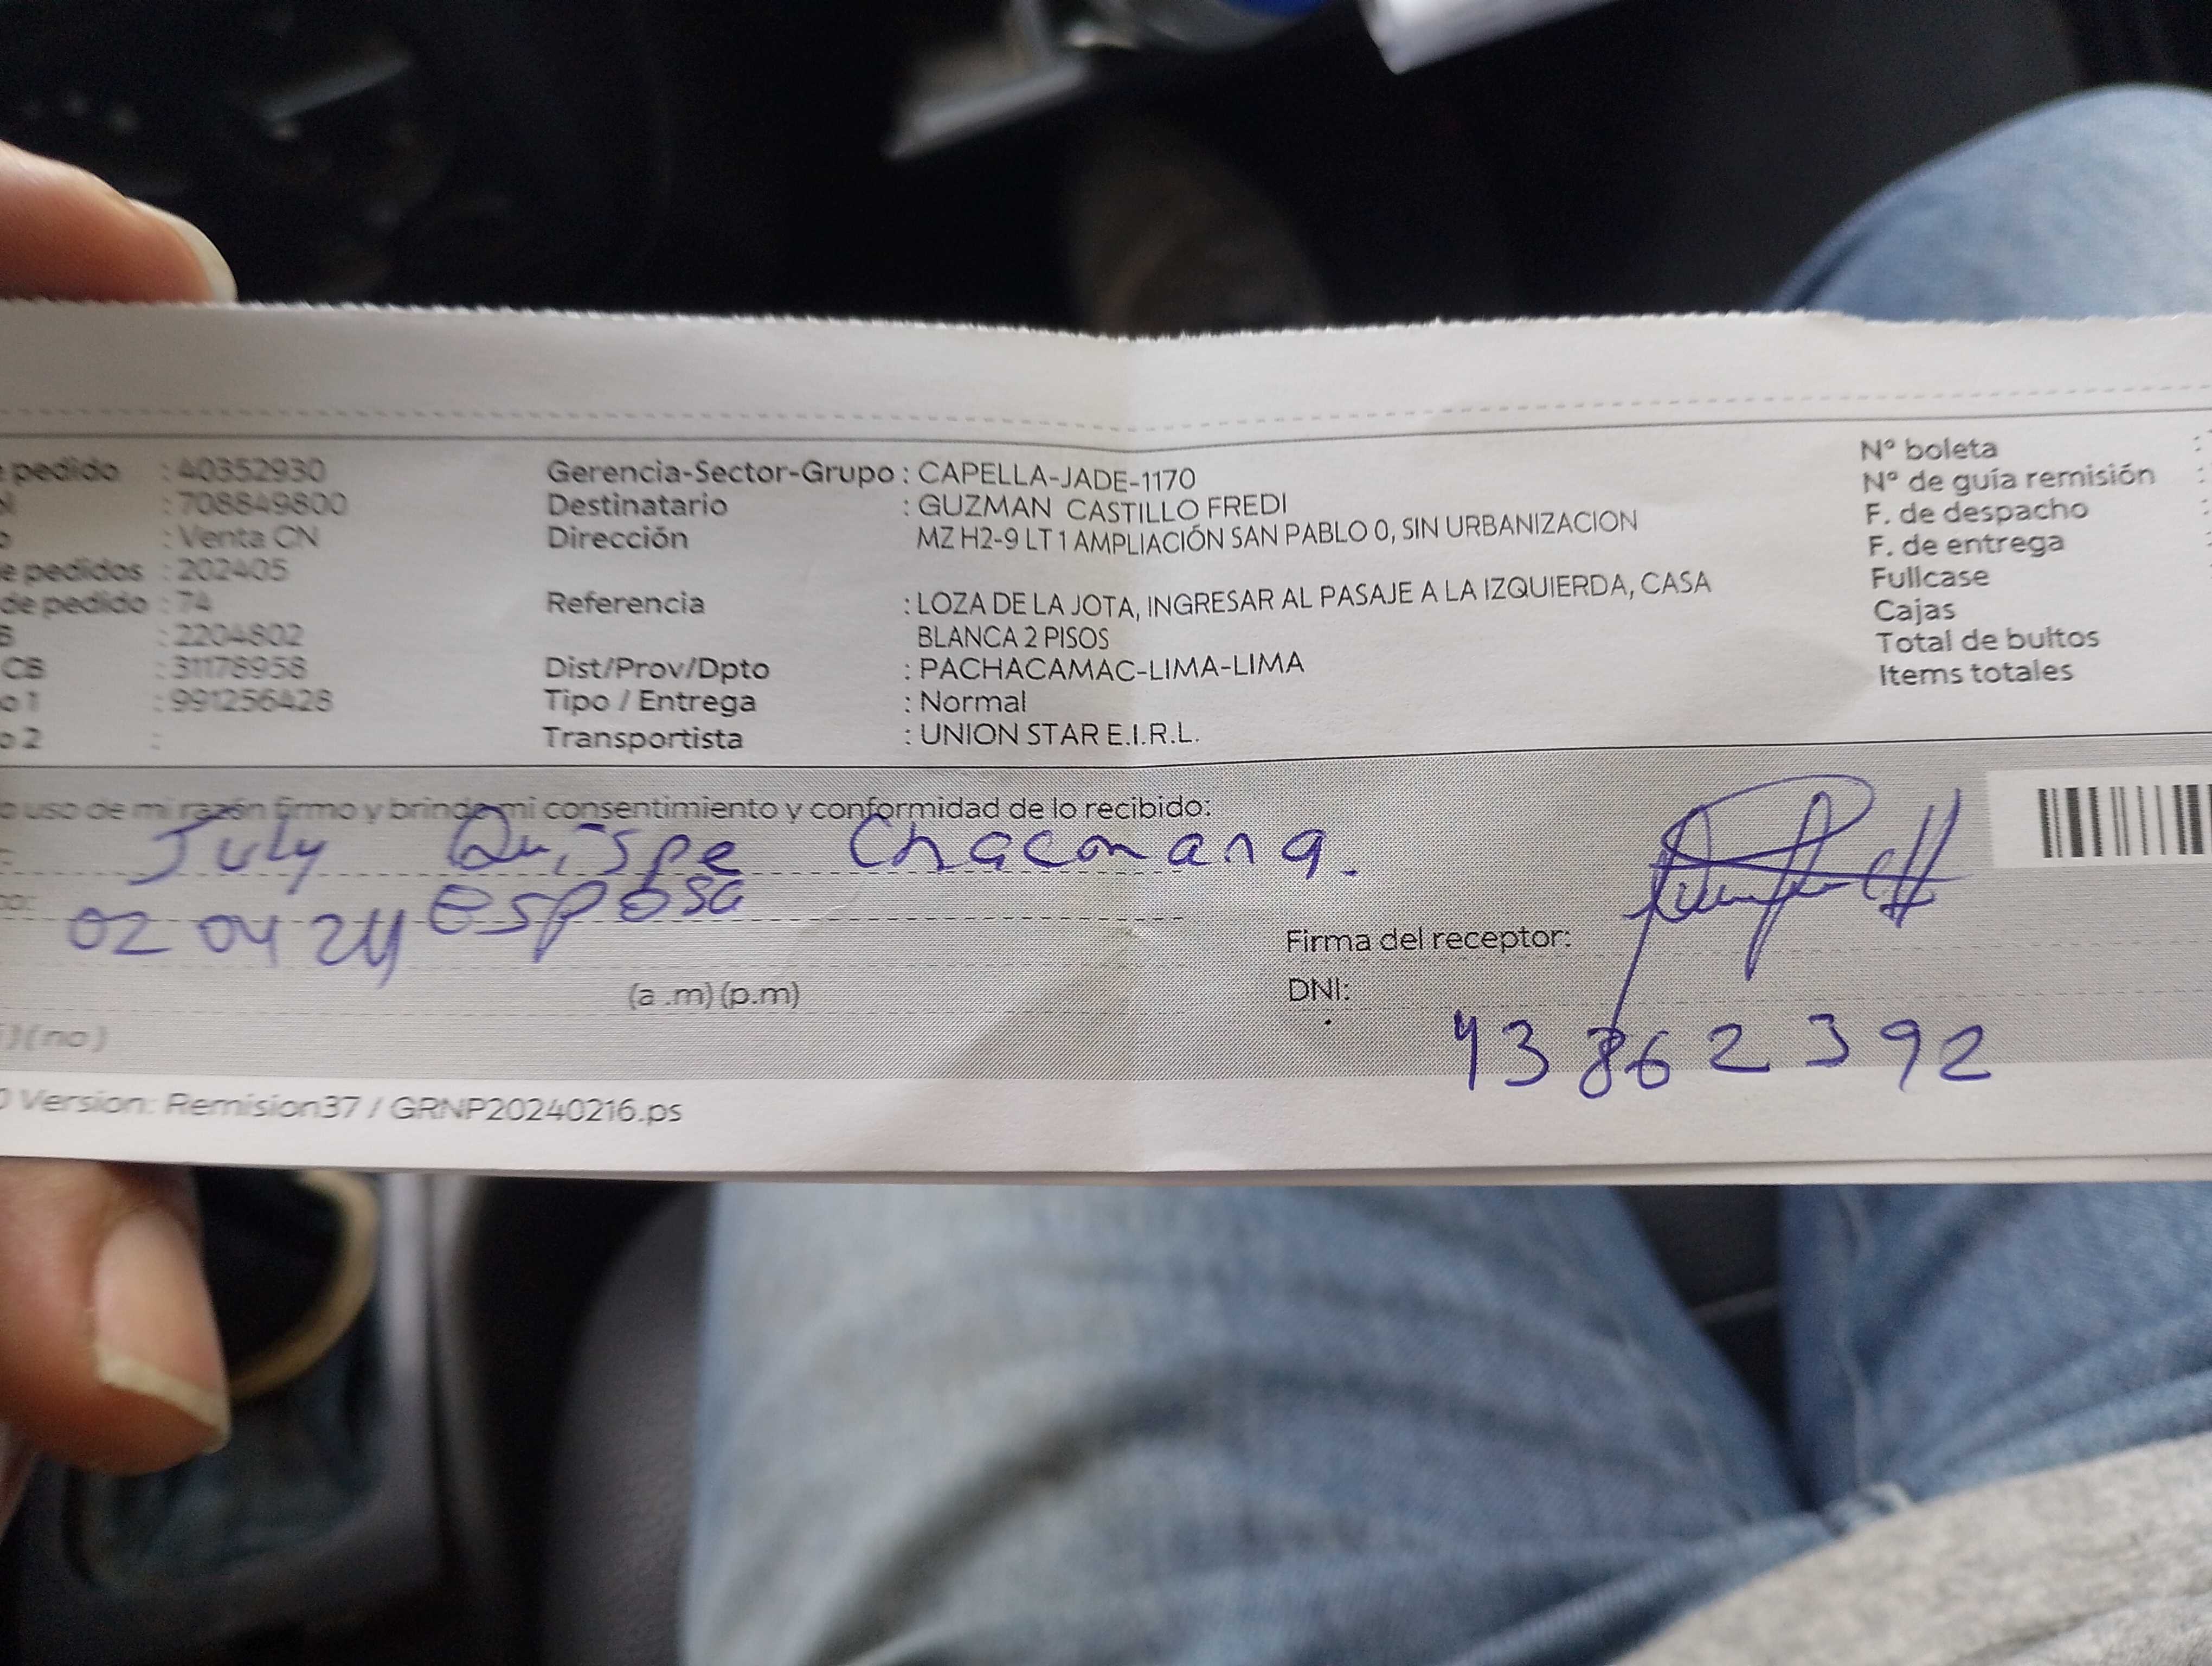 pedido : 40352930 Gerencia-Sector-Grupo : CAPELLA-JADE-1170 Nº boleta :
: 708849800 Destinatario : GUZMAN CASTILLO FREDI Nº de guía remisión :
: Venta CN Dirección MZ H2-9 LT 1 AMPLIACIÓN SAN PABLO 0, SIN URBANIZACION F. de despacho :
e pedidos : 202405 F. de entrega
de pedido : 74 Referencia : LOZA DE LA JOTA, INGRESAR AL PASAJE A LA IZQUIERDA, CASA Fullcase
: 2204802 BLANCA 2 PISOS Cajas
CB : 31178958 Dist/Prov/Dpto : PACHACAMAC-LIMA-LIMA Total de bultos
o 1 : 991256428 Tipo / Entrega : Normal Items totales
o 2 : Transportista : UNION STAR E.I.R.L.
o uso de mi razón firmo y brindo mi consentimiento y conformidad de lo recibido:
July Quispe Chacmana.
esposa
02 04 24
Firma del receptor:
(a .m) (p.m) DNI:
43862392
) (no)
Version: Remision37 / GRNP20240216.ps